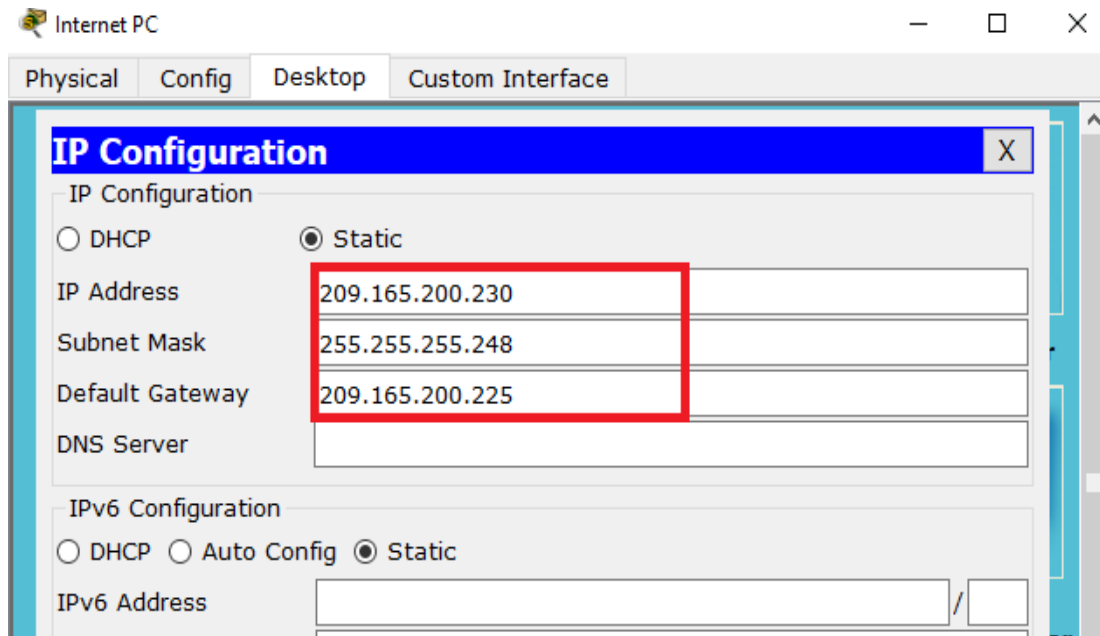 Internet PC
Physical Config Desktop Custom Interface
IP Configuration X
IP Configuration
DHCP Static
IP Address 209.165.200.230
Subnet Mask 255.255.255.248
Default Gateway 209.165.200.225
DNS Server
IPv6 Configuration
DHCP Auto Config Static
IPv6 Address /